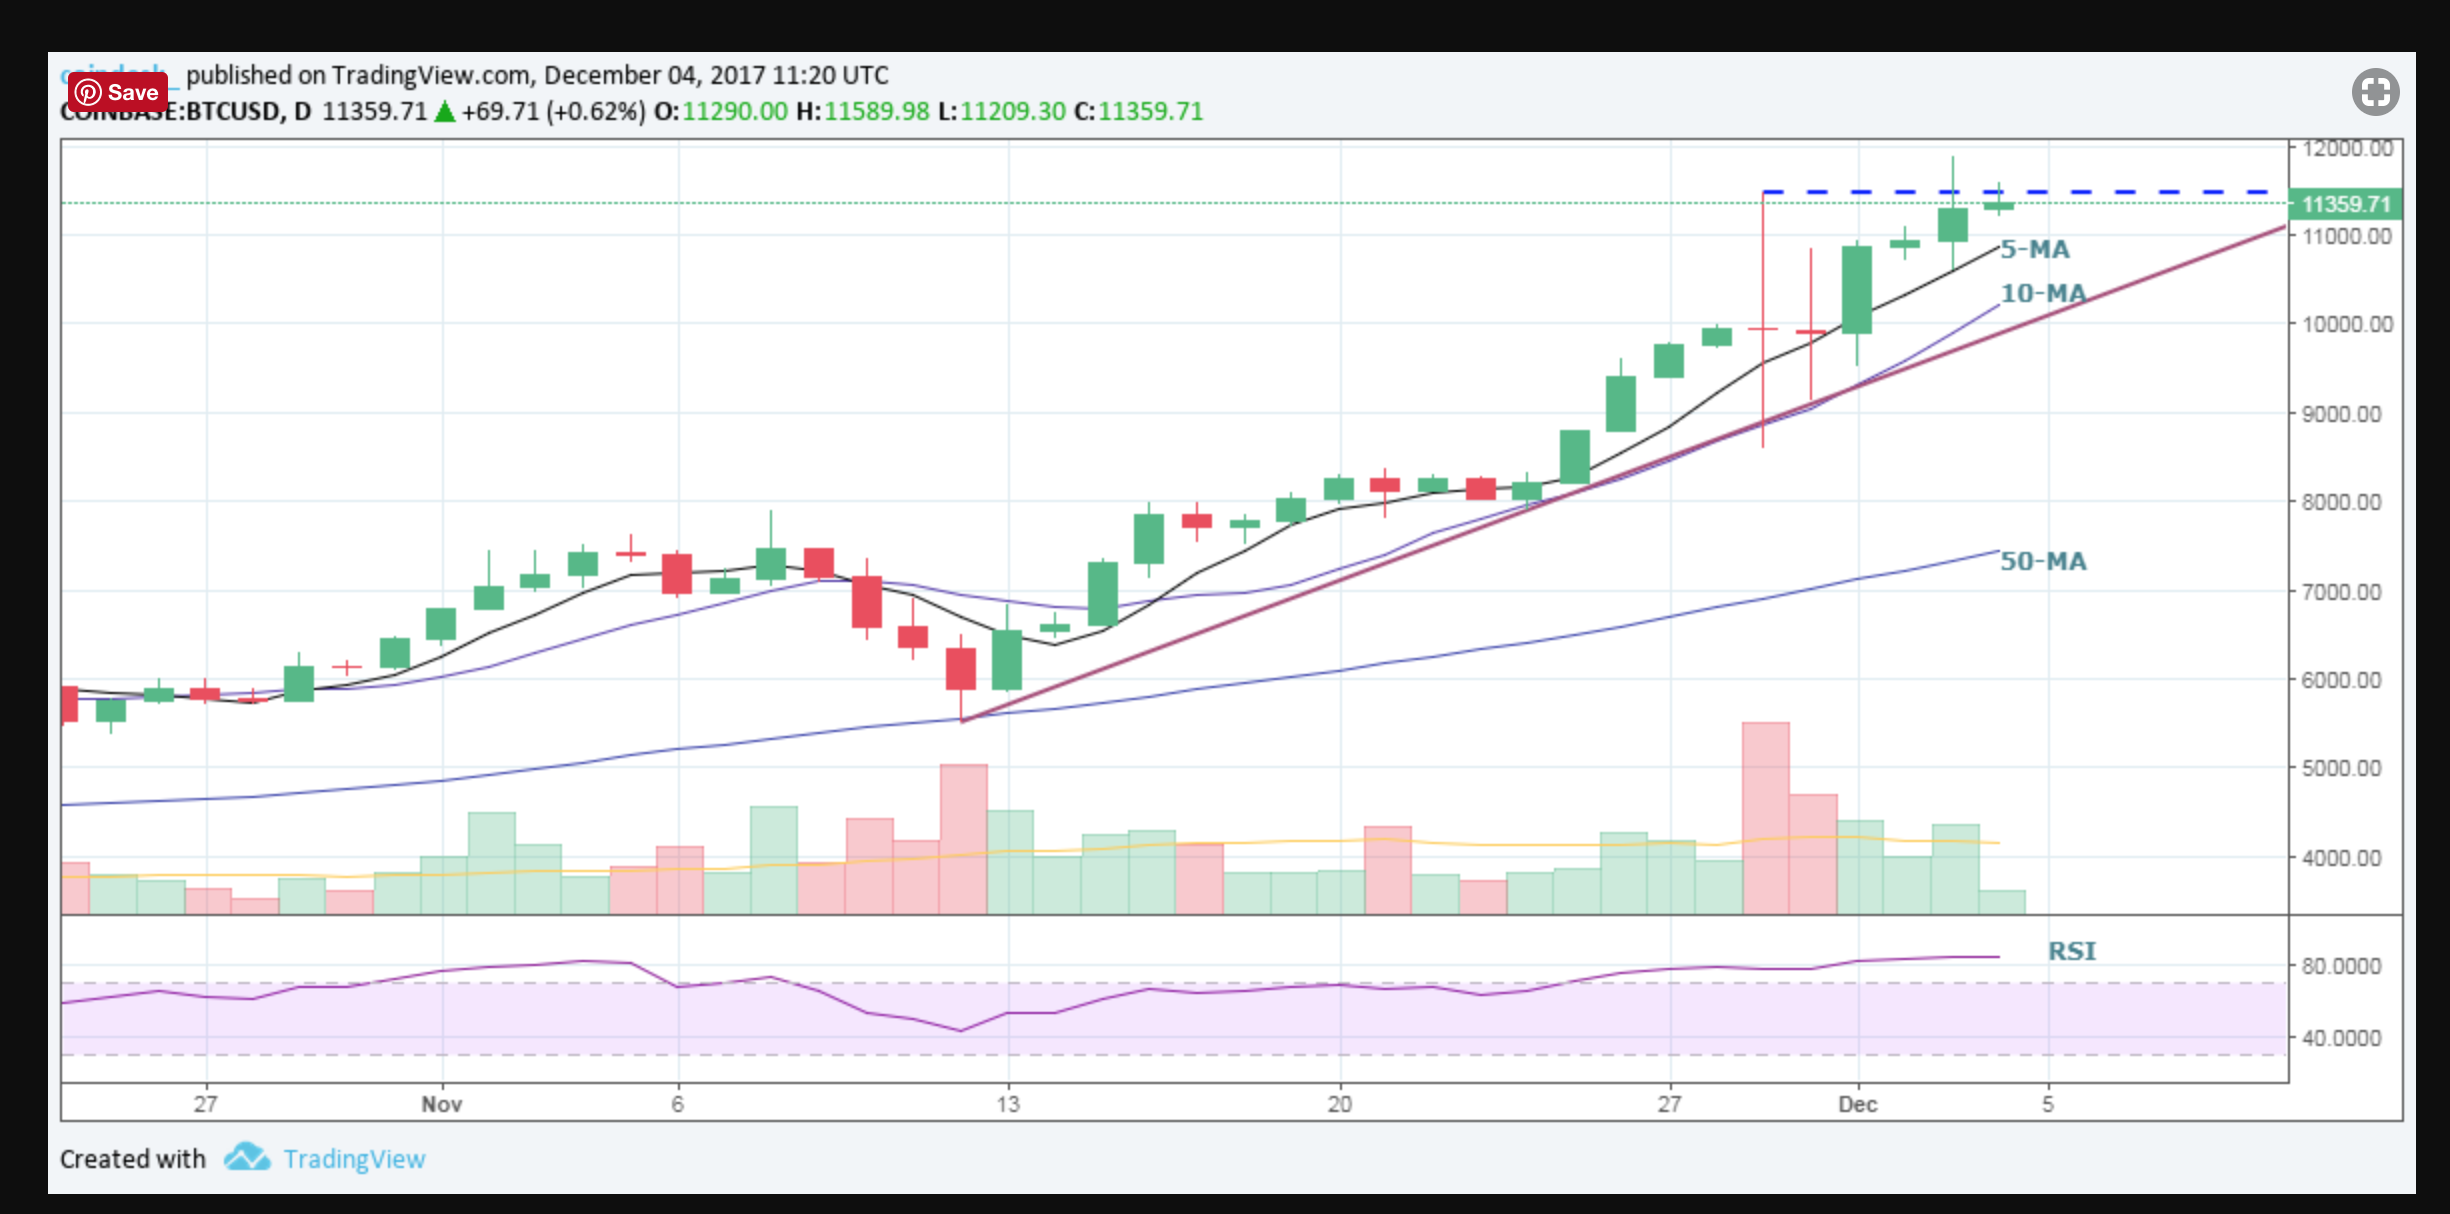 published on TradingView.com, December 04, 2017 11:20 UTC
Save
COINBASE:BTCUSD, D 11359.71 ▲ +69.71 (+0.62%) O:11290.00 H:11589.98 L:11209.30 C:11359.71
12000.00
11359.71
11000.00
5-MA
10-MA
10000.00
9000.00
8000.00
50-MA
7000.00
6000.00
5000.00
4000.00
RSI
80.0000
40.0000
27 Nov 6 13 20 27 Dec 5
Created with TradingView